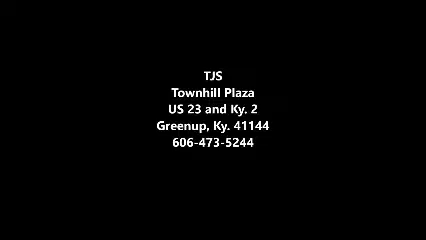 TJS
Townhill Plaza
US 23 and Ky. 2
Greenup, Ky. 41144
606-473-5244